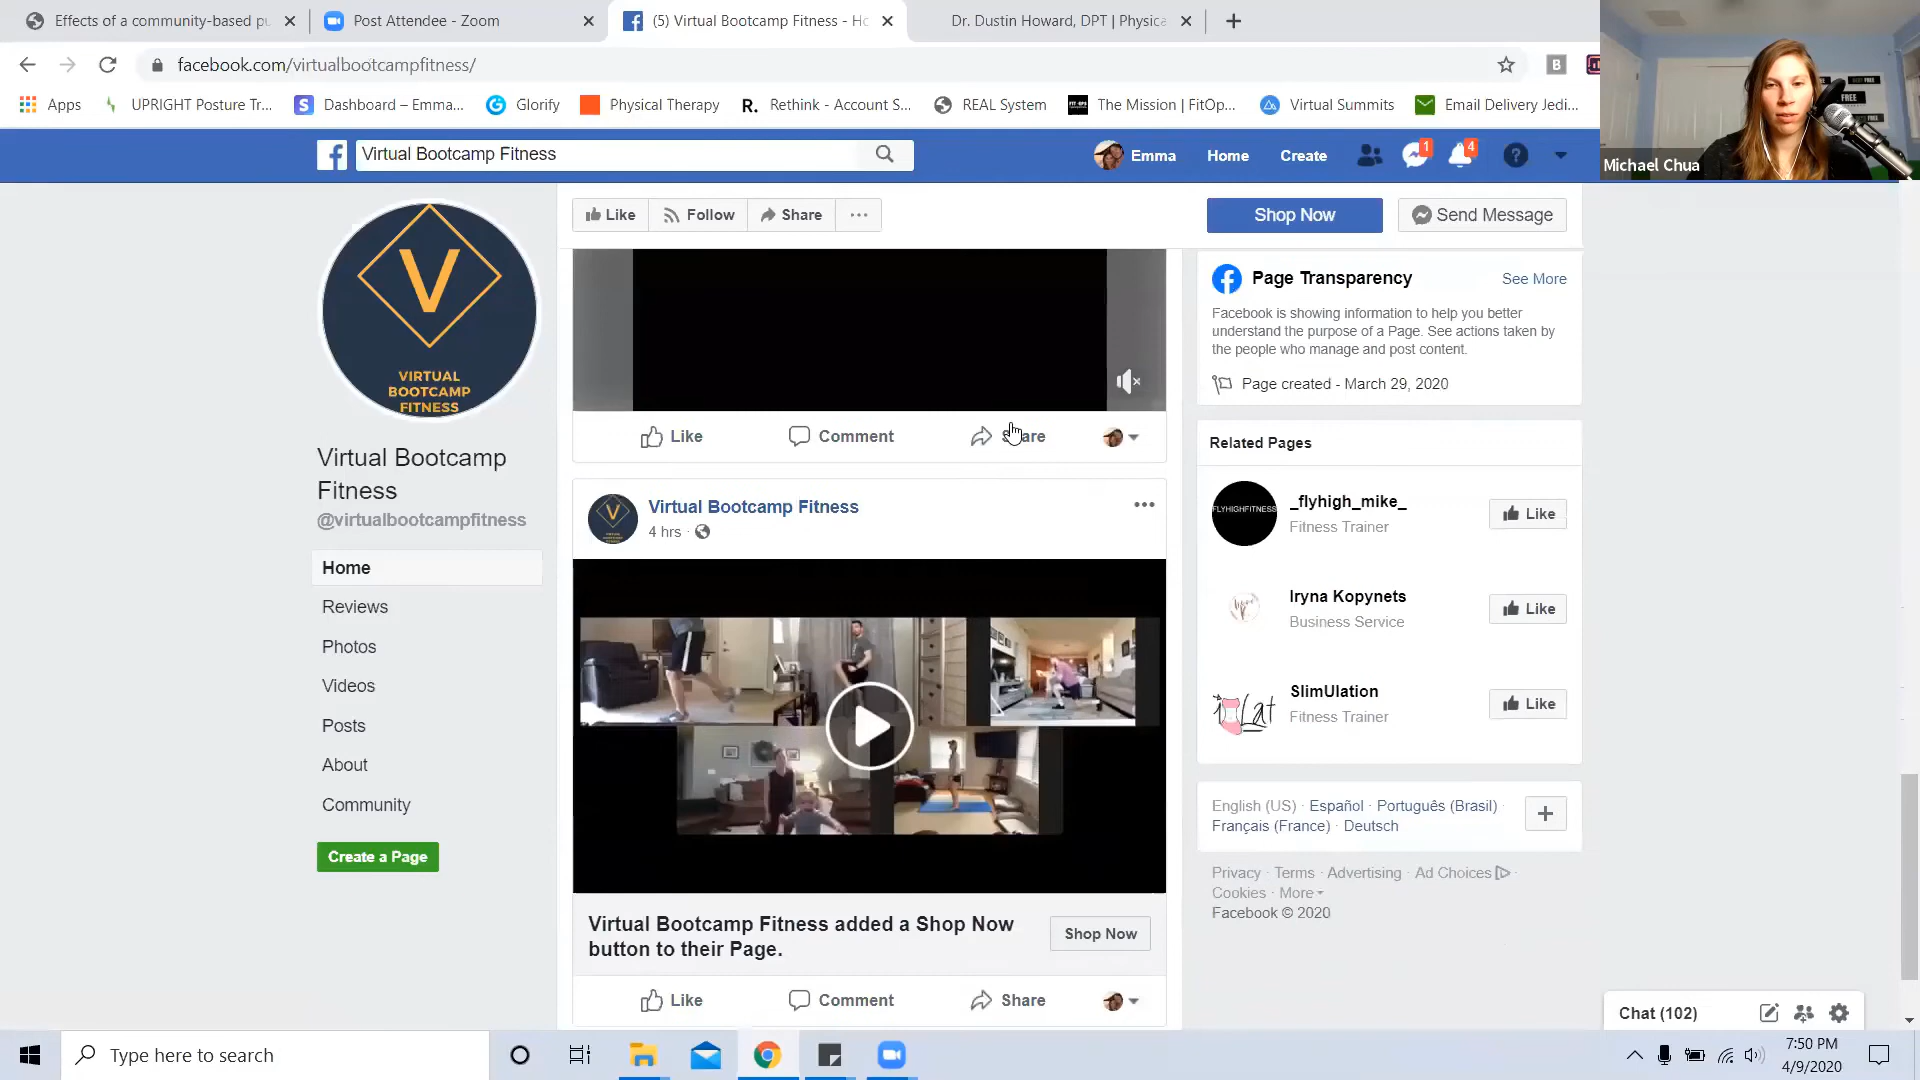 Effects of a community-based pu
Post Attendee - Zoom
(5) Virtual Bootcamp Fitness - Ho
Dr. Dustin Howard, DPT | Physica
facebook.com/virtualbootcampfitness/
B
Apps
UPRIGHT Posture Tr...
Dashboard – Emma...
Glorify
Physical Therapy
Rethink - Account S...
REAL System
The Mission | FitOp...
Virtual Summits
Email Delivery Jedi...
FREE
Michael Chua
Virtual Bootcamp Fitness
Emma
Home
Create
1
4
Like
Follow
Share
Shop Now
Send Message
V
VIRTUAL
BOOTCAMP
FITNESS
Virtual Bootcamp
Fitness
@virtualbootcampfitness
Home
Reviews
Photos
Videos
Posts
About
Community
Create a Page
Like
Comment
Share
Virtual Bootcamp Fitness
4 hrs
Virtual Bootcamp Fitness added a Shop Now
button to their Page.
Shop Now
Like
Comment
Share
Page Transparency
See More
Facebook is showing information to help you better
understand the purpose of a Page. See actions taken by
the people who manage and post content.
Page created - March 29, 2020
Related Pages
FLYHIGHFITNESS
_flyhigh_mike_
Fitness Trainer
Like
Iryna Kopynets
Business Service
Like
SlimUlation
Fitness Trainer
Like
English (US) · Español · Português (Brasil) ·
Français (France) · Deutsch
Privacy · Terms · Advertising · Ad Choices ·
Cookies · More
Facebook © 2020
Chat (102)
Type here to search
7:50 PM
4/9/2020